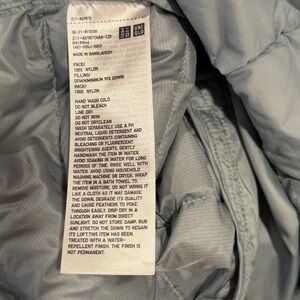 MADE IN BANGLADESH
FACE/
100% NYLON
FILLING/
DOWN(MINIMUM 90% DOWN)
BACK/
100% NYLON
HAND WASH COLD
DO NOT BLEACH
LINE DRY
DO NOT IRON
DO NOT DRYCLEAN
WASH SEPARATELY. USE A PH
NEUTRAL LIQUID DETERGENT AND
AVOID DETERGENTS CONTAINING
BLEACHING OR FLUORESCENT
BRIGHTENING AGENTS. GENTLY
HANDWASH THE ITEM IN WATER.
AVOID SOAKING IN WATER FOR LONG
PERIODS OF TIME. RINSE WELL WITH
WATER. AVOID USING HOUSEHOLD
WASHING MACHINE OR DRYER. WRAP
THE ITEM IN A BATH TOWEL TO
REMOVE MOISTURE. DO NOT WRING IT
LIKE A CLOTH AS IT MAY DAMAGE
THE DOWN, DEGRADE ITS QUALITY
AND CAUSE FEATHERS TO POKE
THROUGH EASILY. DRIP DRY IN A
LOCATION AWAY FROM DIRECT
SUNLIGHT. DO NOT STORE DAMP. RUB
AND STRETCH THE DOWN TO REGAIN
ITS LOFT. THIS ITEM HAS BEEN
TREATED WITH A WATER-
REPELLENT FINISH. THE FINISH IS
NOT PERMANENT.